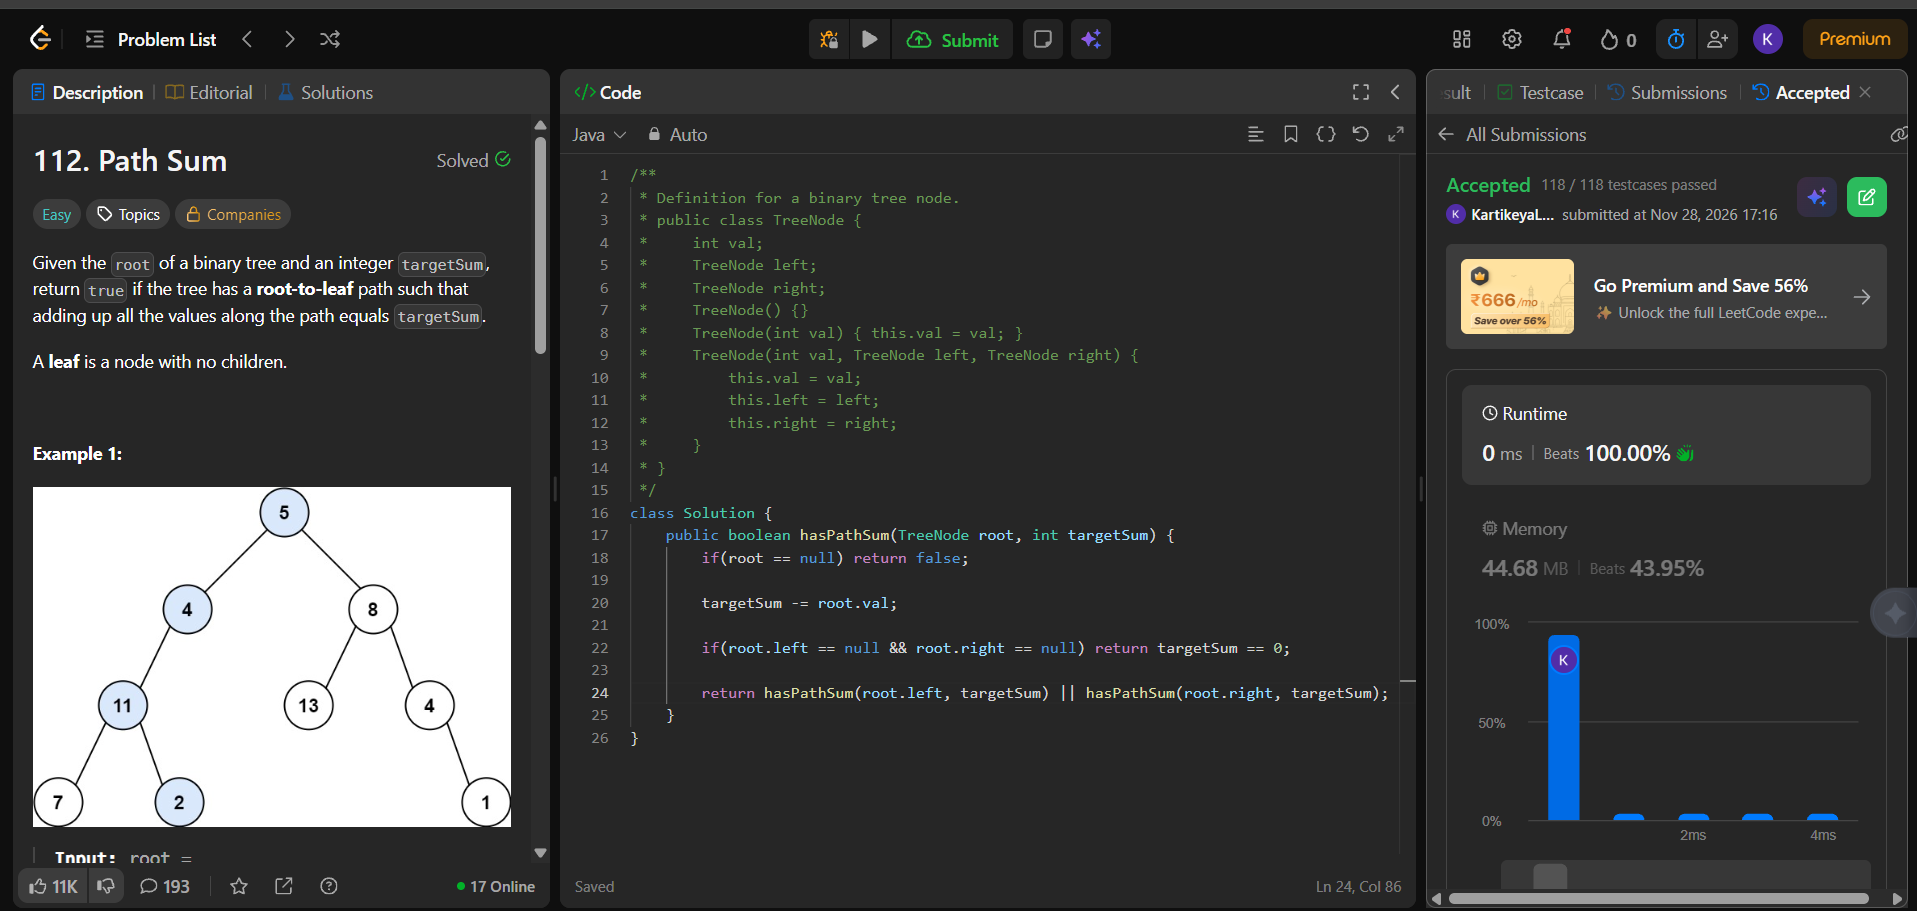 Problem List
Submit
0
K
Premium
Description
Editorial
Solutions
112. Path Sum
Solved
Easy
Topics
Companies
Given the root of a binary tree and an integer targetSum,
return true if the tree has a root-to-leaf path such that
adding up all the values along the path equals targetSum.
A leaf is a node with no children.
Example 1:
5
4
8
11
13
4
7
2
1
Input: root =
11K
193
17 Online
</> Code
Java
Auto
1 /**
2 * Definition for a binary tree node.
3 * public class TreeNode {
4 *     int val;
5 *     TreeNode left;
6 *     TreeNode right;
7 *     TreeNode() {}
8 *     TreeNode(int val) { this.val = val; }
9 *     TreeNode(int val, TreeNode left, TreeNode right) {
10 *         this.val = val;
11 *         this.left = left;
12 *         this.right = right;
13 *     }
14 * }
15 */
16 class Solution {
17     public boolean hasPathSum(TreeNode root, int targetSum) {
18         if(root == null) return false;
19
20         targetSum -= root.val;
21
22         if(root.left == null && root.right == null) return targetSum == 0;
23
24         return hasPathSum(root.left, targetSum) || hasPathSum(root.right, targetSum);
25     }
26 }
Saved
Ln 24, Col 86
sult
Testcase
Submissions
Accepted
All Submissions
Accepted 118 / 118 testcases passed
K KartikeyaL... submitted at Nov 28, 2026 17:16
₹666 /mo
Save over 56%
Go Premium and Save 56%
Unlock the full LeetCode expe...
Runtime
0 ms | Beats 100.00%
Memory
44.68 MB | Beats 43.95%
100%
K
50%
0%
2ms
4ms